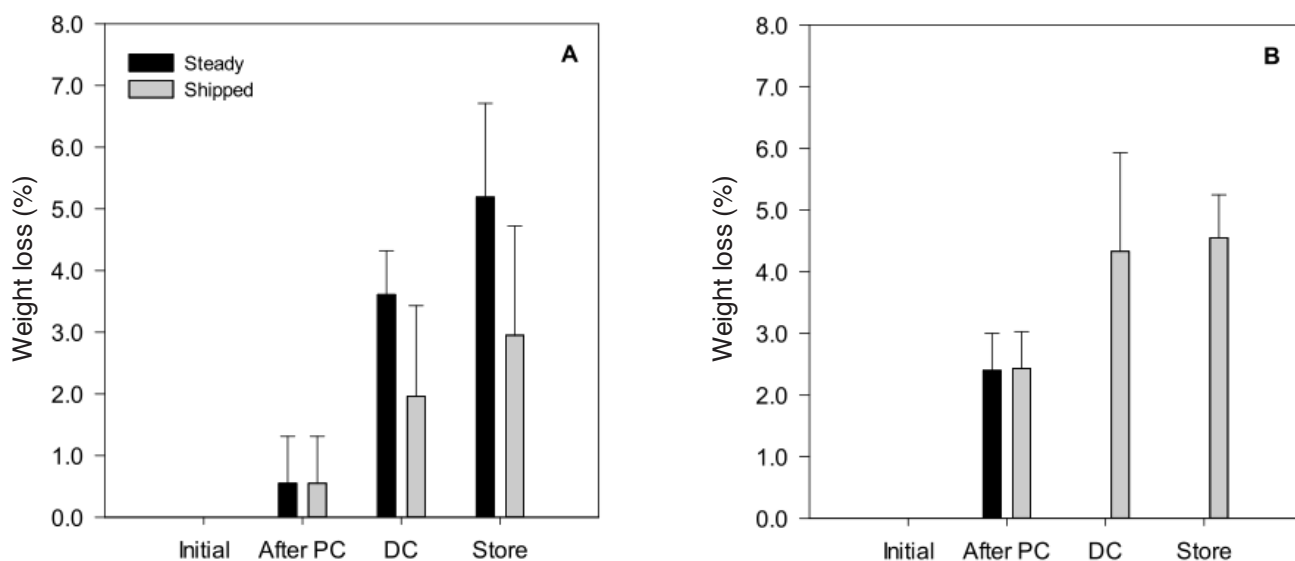 Weight loss (%)
8.0
7.0
6.0
5.0
4.0
3.0
2.0
1.0
0.0
A
Steady
Shipped
Initial After PC DC Store
Weight loss (%)
8.0
7.0
6.0
5.0
4.0
3.0
2.0
1.0
0.0
B
Initial After PC DC Store